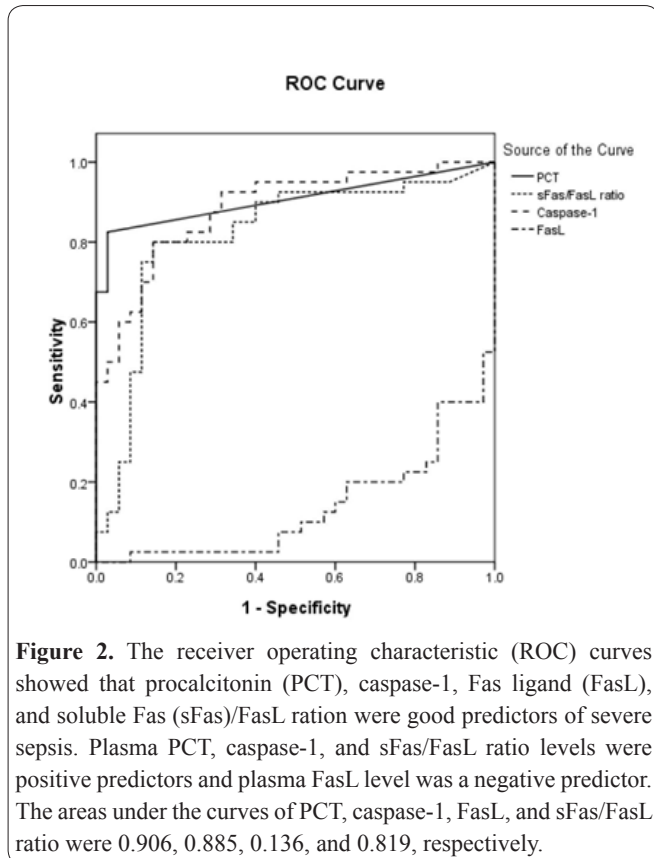 ROC Curve
Source of the Curve
PCT
sFas/FasL ratio
Caspase-1
FasL
1.0
0.8
0.6
0.4
0.2
0.0
Sensitivity
0.0 0.2 0.4 0.6 0.8 1.0
1 - Specificity
Figure 2. The receiver operating characteristic (ROC) curves
showed that procalcitonin (PCT), caspase-1, Fas ligand (FasL),
and soluble Fas (sFas)/FasL ration were good predictors of severe
sepsis. Plasma PCT, caspase-1, and sFas/FasL ratio levels were
positive predictors and plasma FasL level was a negative predictor.
The areas under the curves of PCT, caspase-1, FasL, and sFas/FasL
ratio were 0.906, 0.885, 0.136, and 0.819, respectively.